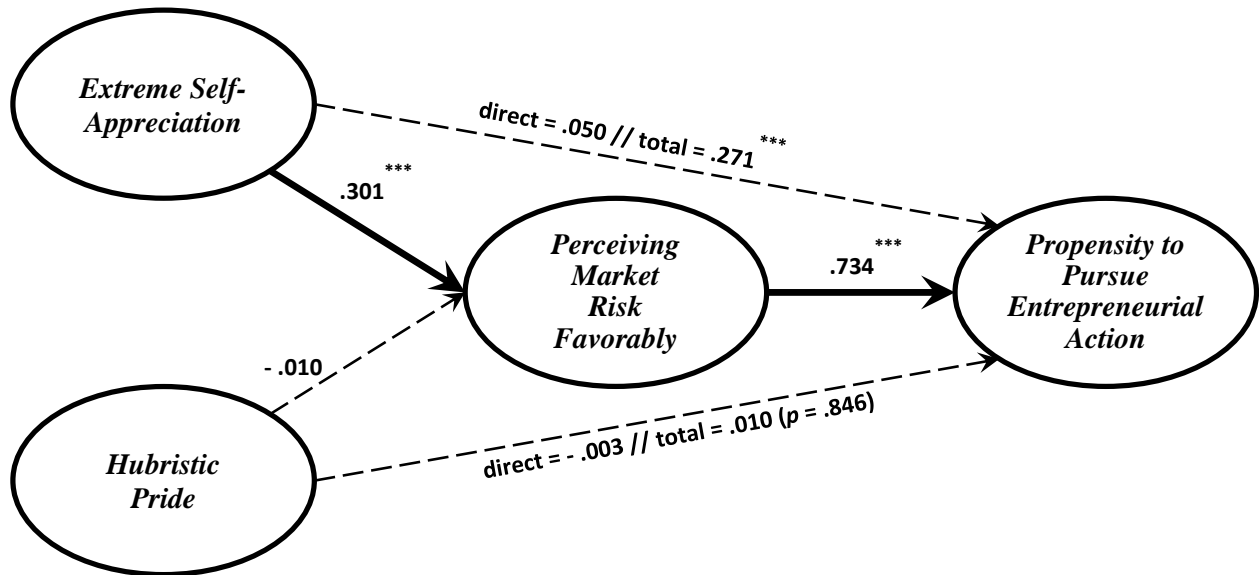 Extreme Self-
Appreciation
direct = .050 // total = .271 ***
.301 ***
Perceiving
Market
Risk
Favorably
.734 ***
Propensity to
Pursue
Entrepreneurial
Action
- .010
direct = - .003 // total = .010 (p = .846)
Hubristic
Pride